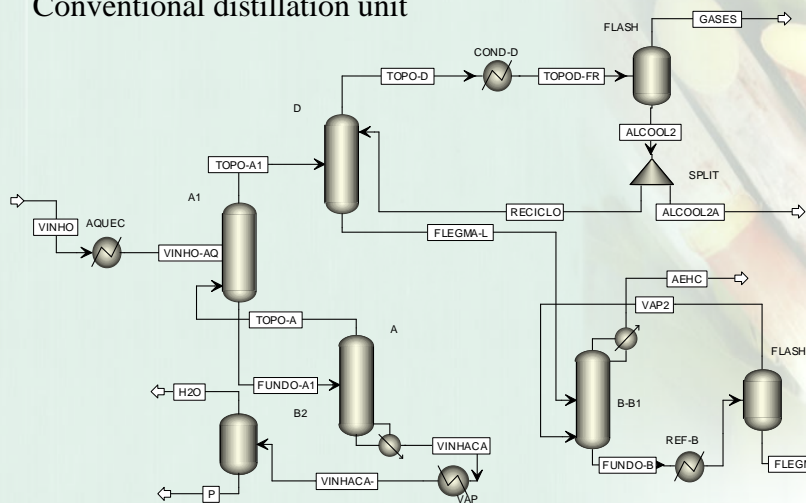 Conventional distillation unit
GASES
FLASH
COND-D
TOPO-D
TOPOD-FR
D
ALCOOL2
TOPO-A1
SPLIT
A1
RECICLO
ALCOOL2A
VINHO
AQUEC
FLEGMA-L
VINHO-AQ
AEHC
VAP2
TOPO-A
A
FLASH
H2O
FUNDO-A1
B2
B-B1
VINHACA
REF-B
FUNDO-B
VINHACA-
P
VAP